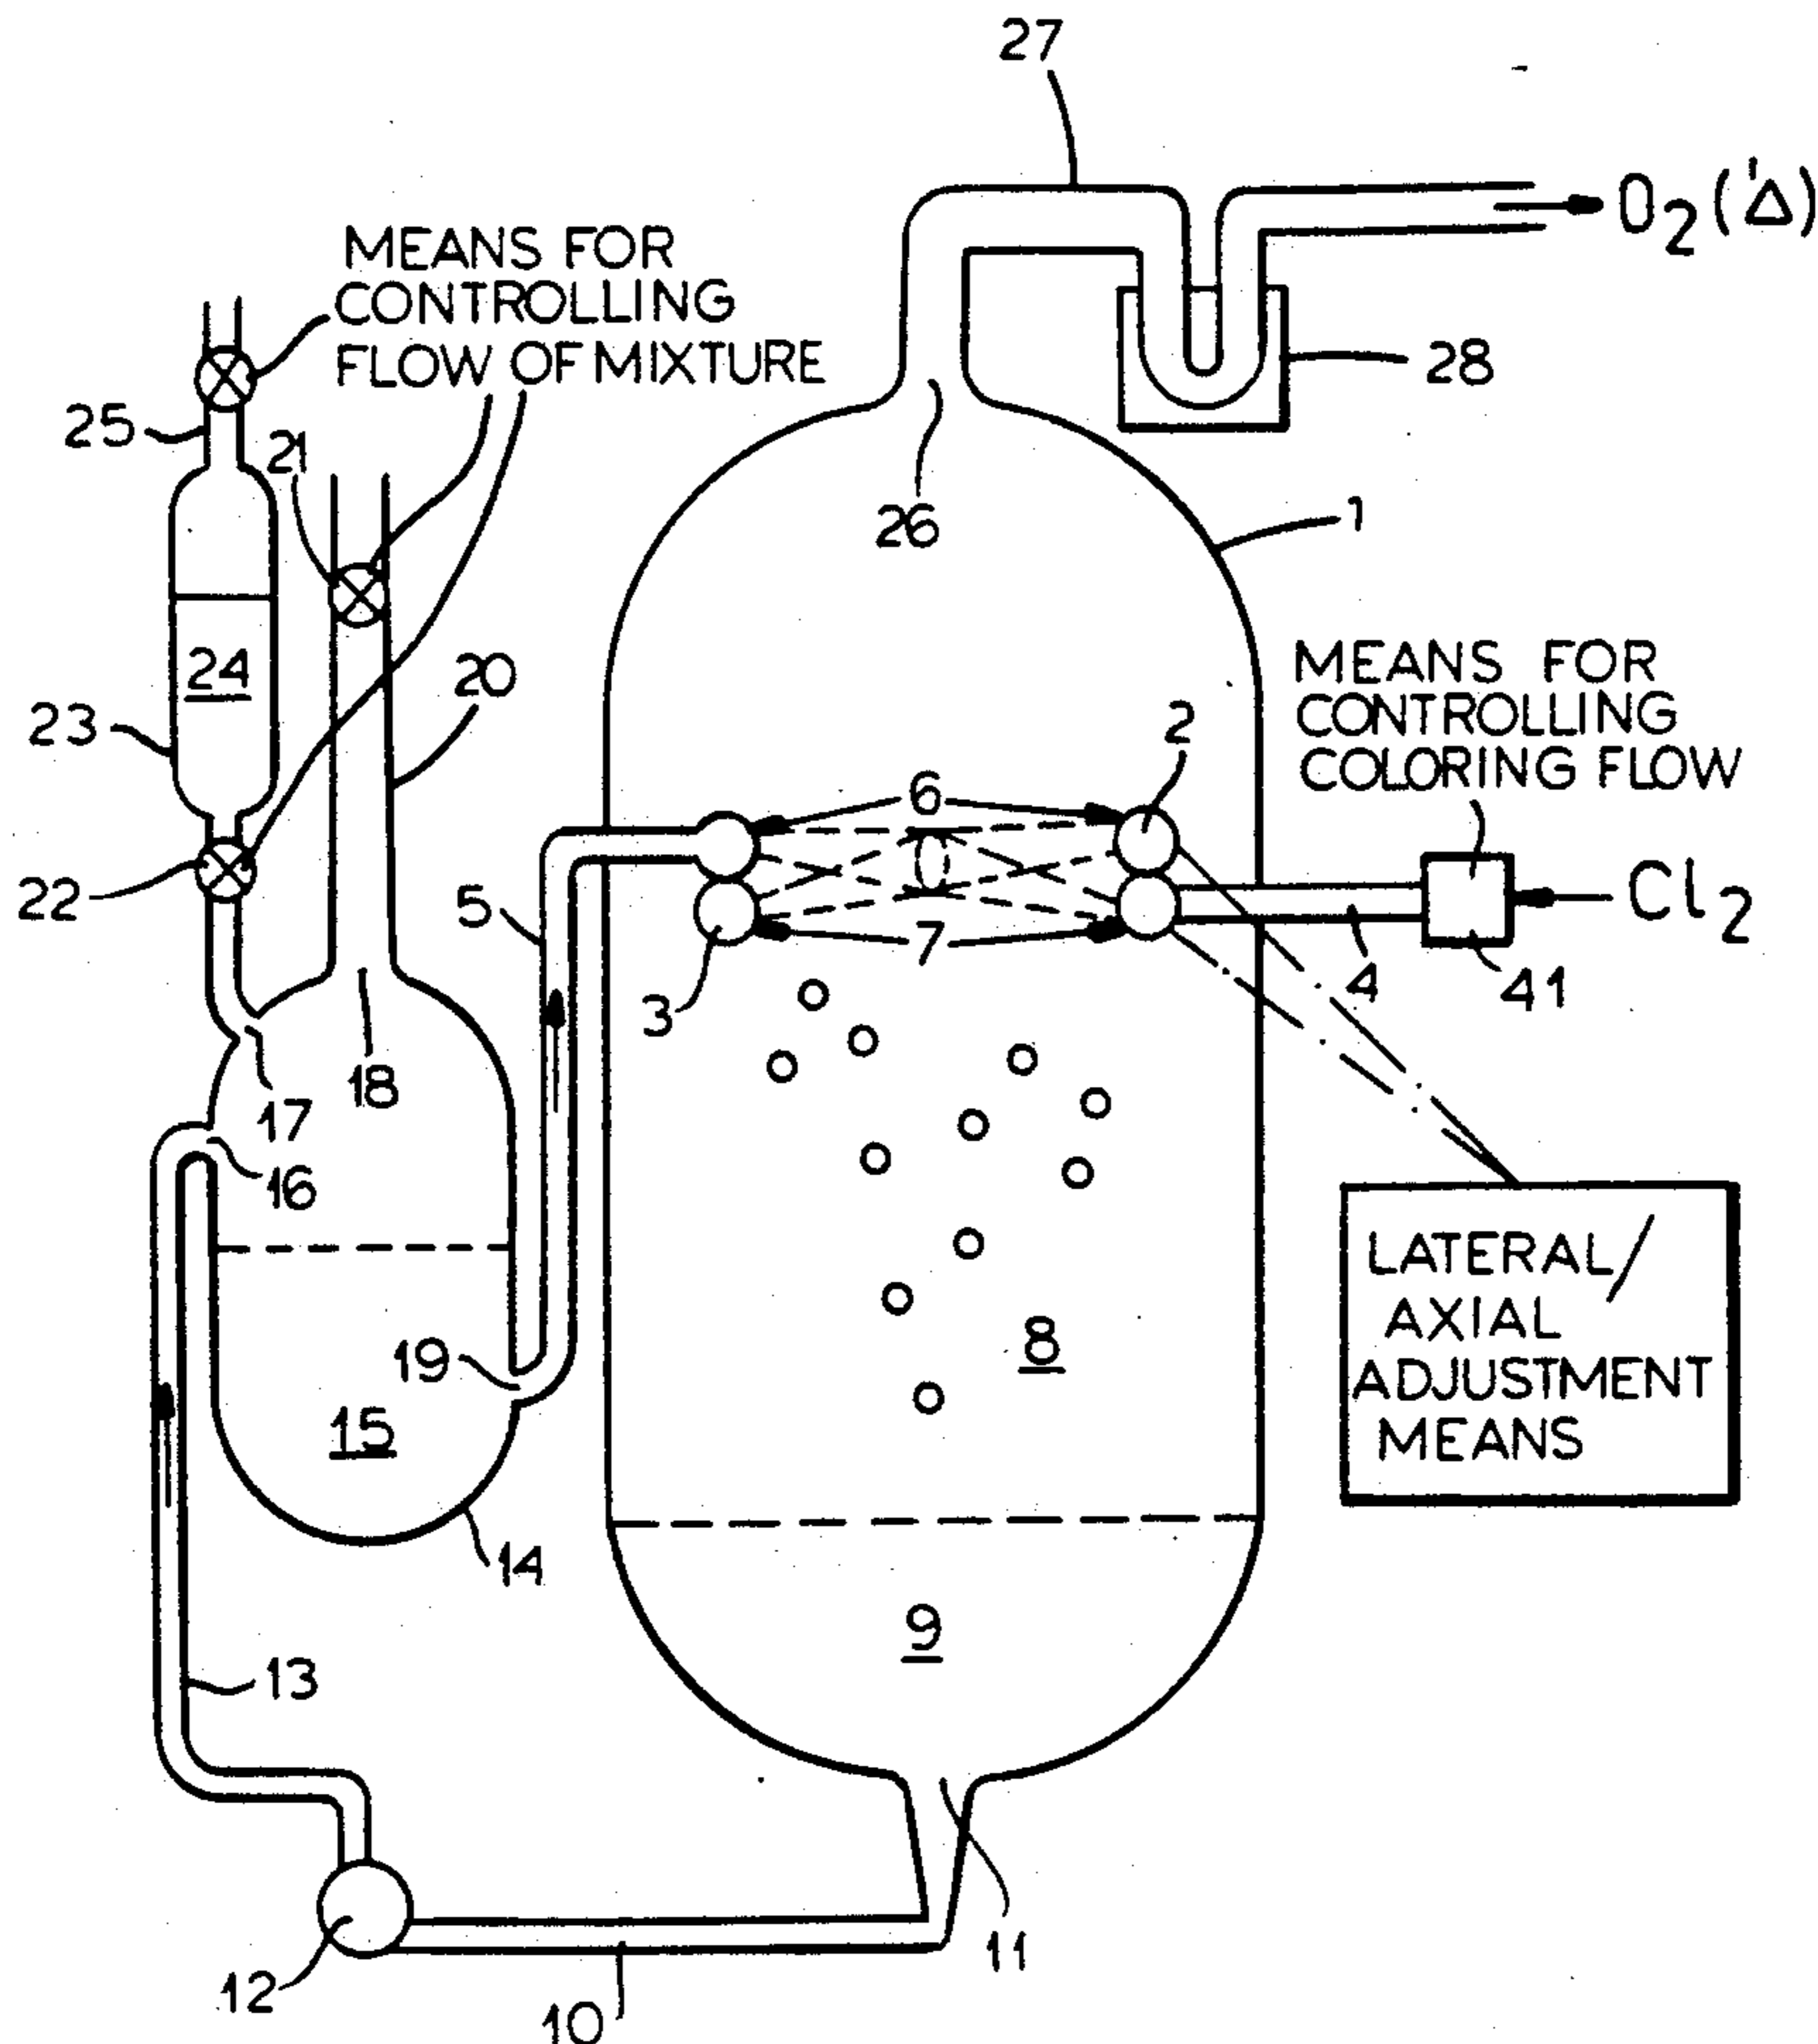 27
O2 (¹Δ)
MEANS FOR
CONTROLLING
FLOW OF MIXTURE
28
25
21
26
1
24
20
MEANS FOR
CONTROLLING
COLORING FLOW
23
2
6
22
5
7
Cl2
3
4
41
18
17
16
LATERAL/
AXIAL
ADJUSTMENT
MEANS
8
19
15
14
9
13
11
12
10